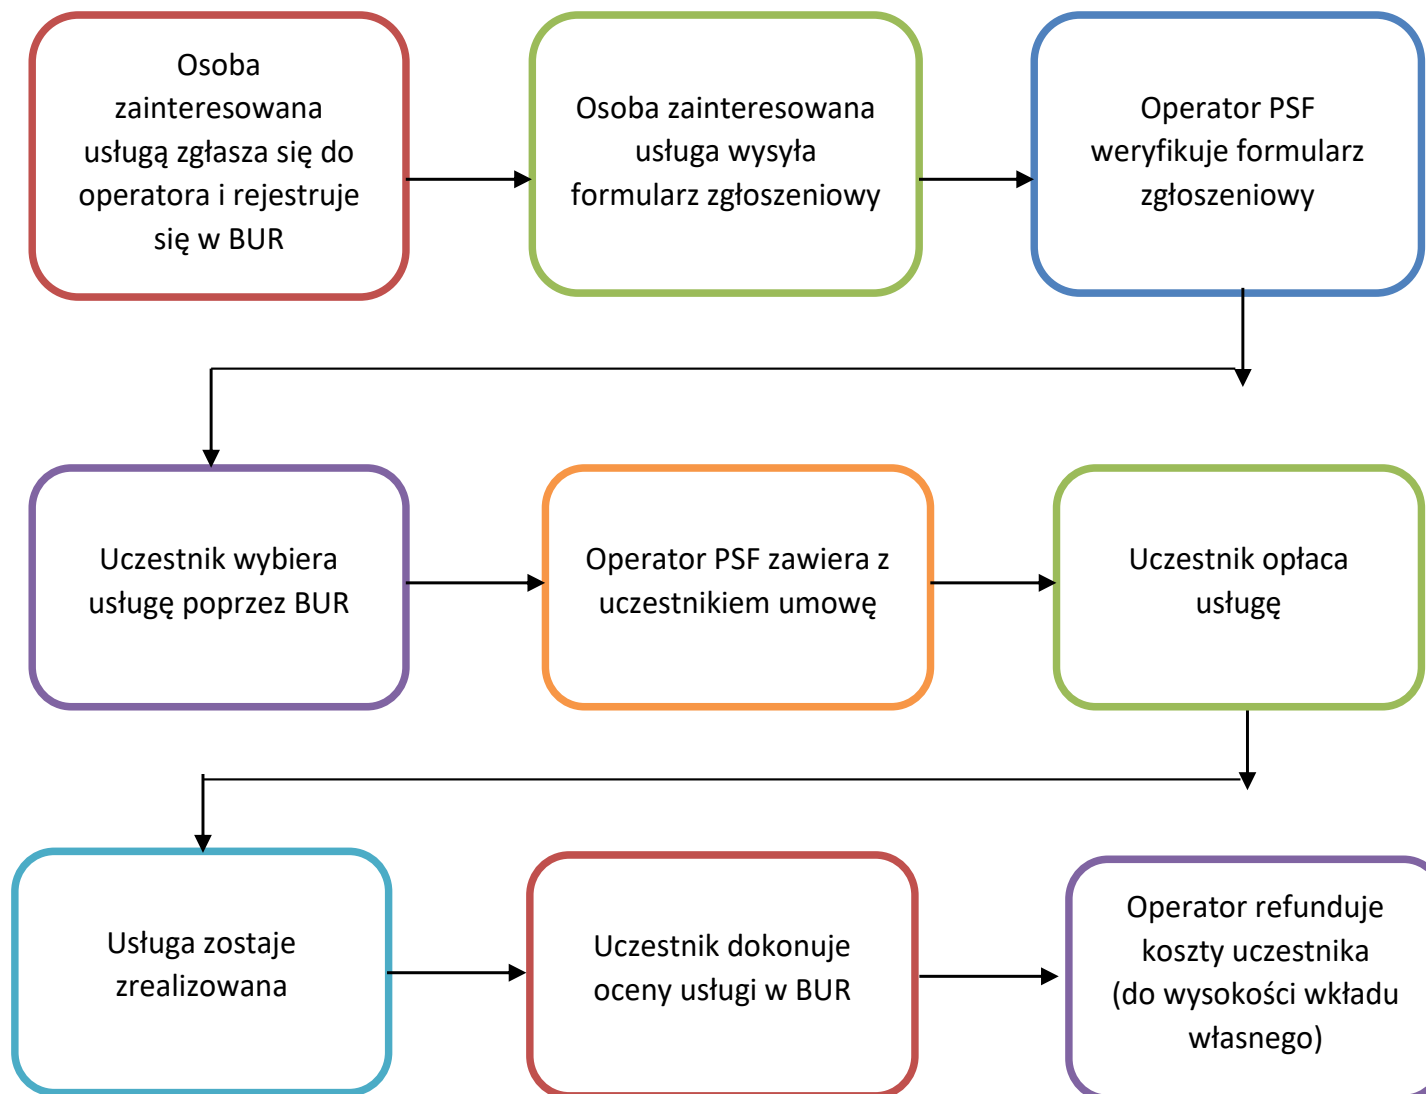 Osoba
zainteresowana
usługą zgłasza się do
operatora i rejestruje
się w BUR
Osoba zainteresowana
usługa wysyła
formularz zgłoszeniowy
Operator PSF
weryfikuje formularz
zgłoszeniowy
Uczestnik wybiera
usługę poprzez BUR
Operator PSF zawiera z
uczestnikiem umowę
Uczestnik opłaca
usługę
Usługa zostaje
zrealizowana
Uczestnik dokonuje
oceny usługi w BUR
Operator refunduje
koszty uczestnika
(do wysokości wkładu
własnego)